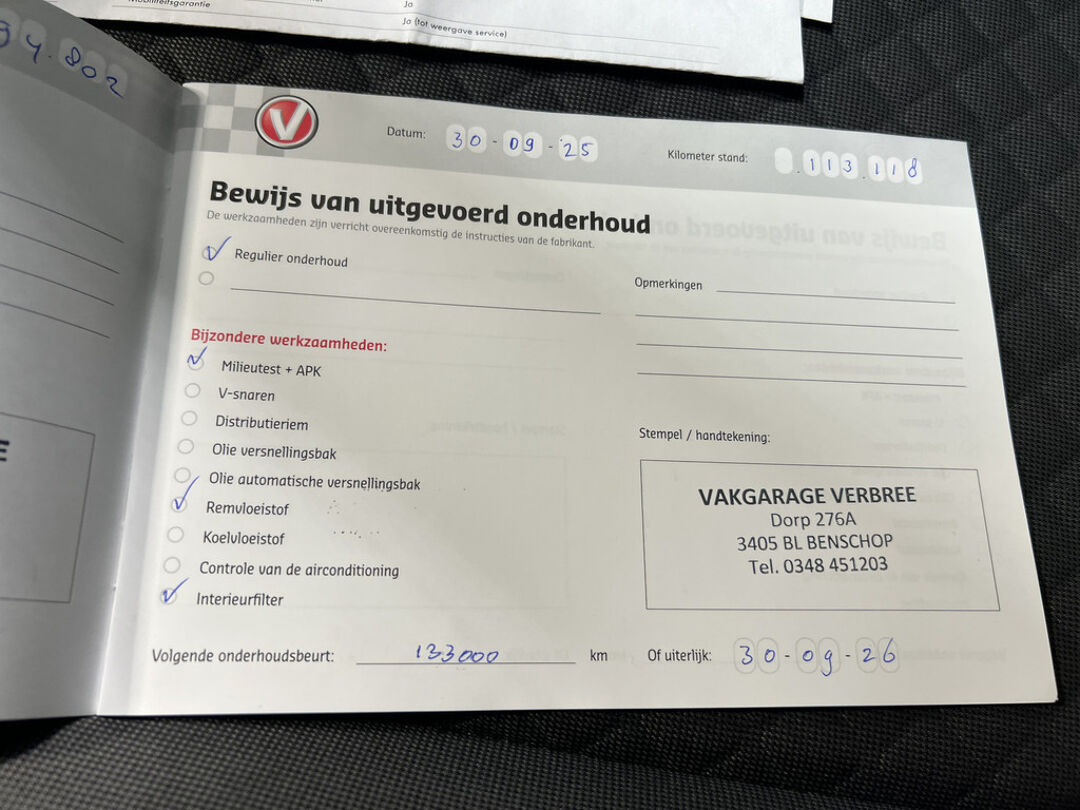 Mobiliteitsgarantie
Ja
Ja (tot weergave service)
94.802
V
Datum: 30-09-25
Kilometer stand: .113.118
Bewijs van uitgevoerd onderhoud
De werkzaamheden zijn verricht overeenkomstig de instructies van de fabrikant.
Regulier onderhoud
Opmerkingen
Bijzondere werkzaamheden:
Milieutest + APK
V-snaren
Distributieriem
Olie versnellingsbak
Olie automatische versnellingsbak
Remvloeistof
Koelvloeistof
Controle van de airconditioning
Interieurfilter
Stempel / handtekening:
VAKGARAGE VERBREE
Dorp 276A
3405 BL BENSCHOP
Tel. 0348 451203
Volgende onderhoudsbeurt: 133000 km
Of uiterlijk: 30-09-26